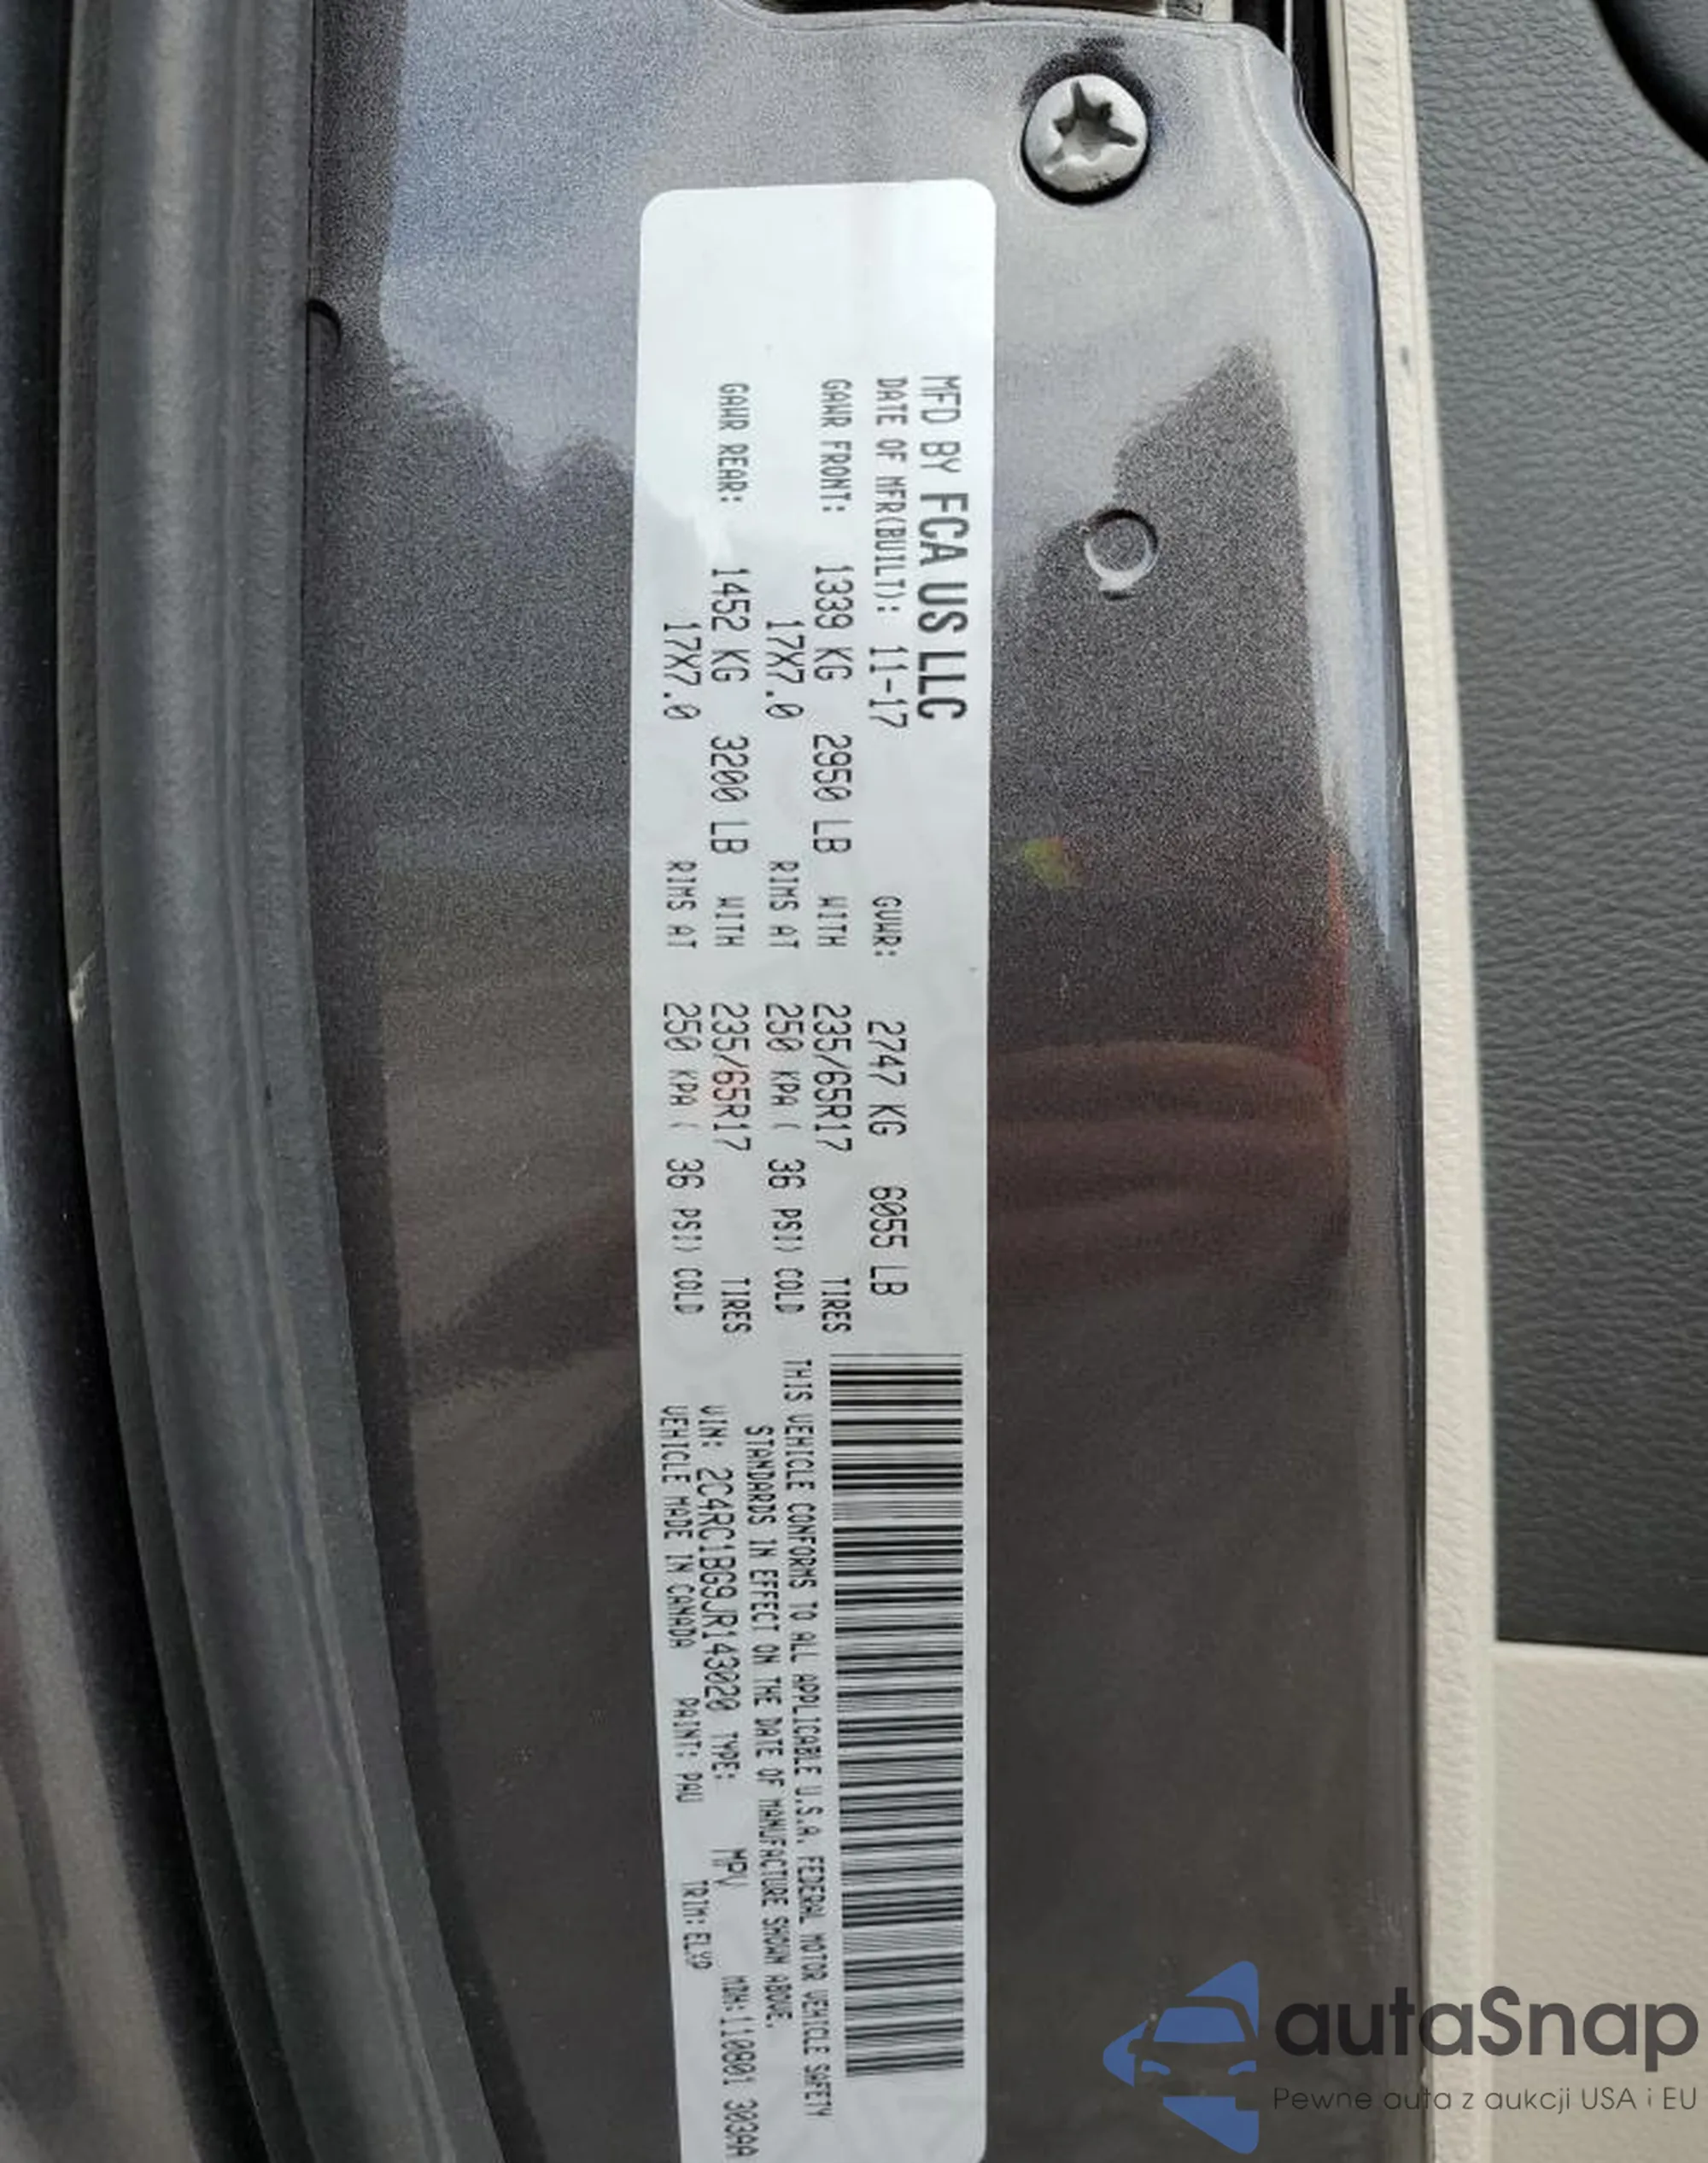 MFD BY FCA US LLC
DATE OF MFR(BUILT): 11-17 GVWR: 2747 KG 6055 LB
GAWR FRONT: 1339 KG 2950 LB WITH 235/65R17 TIRES
17X7.0 RIMS AT 250 KPA( 36 PSI) COLD
GAWR REAR: 1452 KG 3200 LB WITH 235/65R17 TIRES
17X7.0 RIMS AT 250 KPA( 36 PSI) COLD
THIS VEHICLE CONFORMS TO ALL APPLICABLE U.S.A. FEDERAL MOTOR VEHICLE SAFETY
STANDARDS IN EFFECT ON THE DATE OF MANUFACTURE SHOWN ABOVE.
VIN: 2C4RC1BG9JR143020 TYPE: MPV MDH:110801 303AA
VEHICLE MADE IN CANADA PAINT: PAU TRIM:ELXP
autaSnap
Pewne auta z aukcji USA i EU